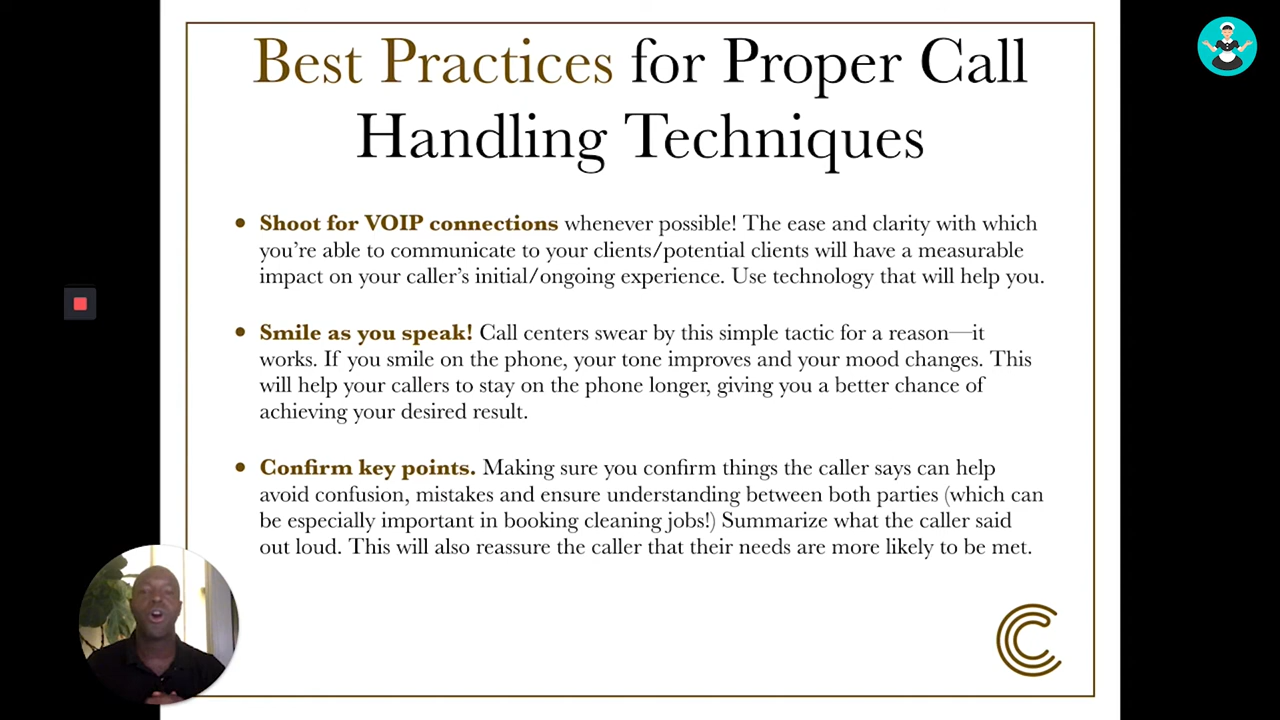 Best Practices for Proper Call
Handling Techniques
• Shoot for VOIP connections whenever possible! The ease and clarity with which
you’re able to communicate to your clients/potential clients will have a measurable
impact on your caller’s initial/ongoing experience. Use technology that will help you.
• Smile as you speak! Call centers swear by this simple tactic for a reason—it
works. If you smile on the phone, your tone improves and your mood changes. This
will help your callers to stay on the phone longer, giving you a better chance of
achieving your desired result.
• Confirm key points. Making sure you confirm things the caller says can help
avoid confusion, mistakes and ensure understanding between both parties (which can
be especially important in booking cleaning jobs!) Summarize what the caller said
out loud. This will also reassure the caller that their needs are more likely to be met.